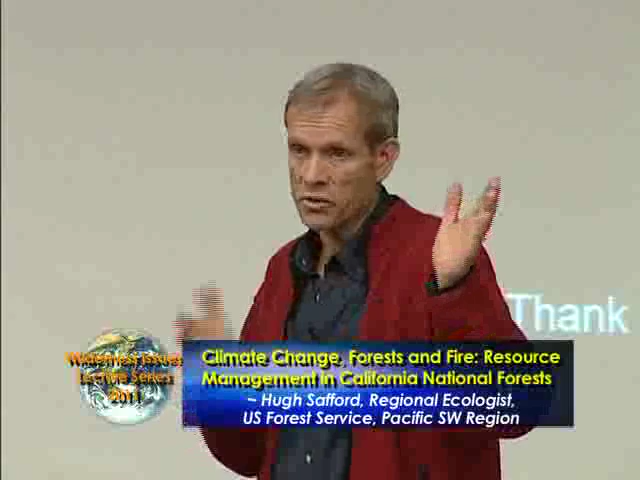 Thank
Wilderness Issues
Lecture Series
2011
Climate Change, Forests and Fire: Resource
Management in California National Forests
~ Hugh Safford, Regional Ecologist,
US Forest Service, Pacific SW Region